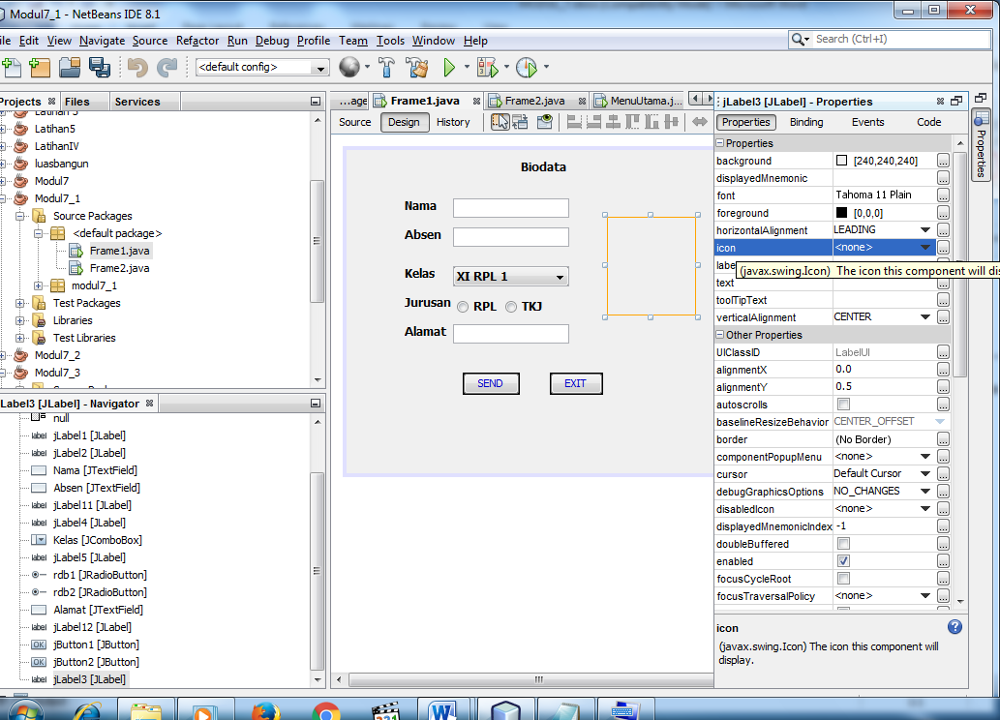 Modul7_1 - NetBeans IDE 8.1
ile Edit View Navigate Source Refactor Run Debug Profile Team Tools Window Help
Search (Ctrl+I)
<default config>
Projects Files Services
Latihan 3
Latihan5
LatihanIV
luasbangun
Modul7
Modul7_1
Source Packages
<default package>
Frame1.java
Frame2.java
modul7_1
Test Packages
Libraries
Test Libraries
Modul7_2
Modul7_3
Label3 [JLabel] - Navigator
null
jLabel1 [JLabel]
jLabel2 [JLabel]
Nama [JTextField]
Absen [JTextField]
jLabel11 [JLabel]
jLabel4 [JLabel]
Kelas [JComboBox]
jLabel5 [JLabel]
rdb1 [JRadioButton]
rdb2 [JRadioButton]
Alamat [JTextField]
jLabel12 [JLabel]
jButton1 [JButton]
jButton2 [JButton]
jLabel3 [JLabel]
...age Frame1.java Frame2.java MenuUtama.j...
Source Design History
Biodata
Nama
Absen
Kelas XI RPL 1
Jurusan RPL TKJ
Alamat
SEND EXIT
jLabel3 [JLabel] - Properties
Properties Binding Events Code
Properties
Properties
background [240,240,240]
displayedMnemonic
font Tahoma 11 Plain
foreground [0,0,0]
horizontalAlignment LEADING
icon <none>
label
(javax.swing.Icon) The icon this component will di
text
toolTipText
verticalAlignment CENTER
Other Properties
UIClassID LabelUI
alignmentX 0.0
alignmentY 0.5
autoscrolls
baselineResizeBehavior CENTER_OFFSET
border (No Border)
componentPopupMenu <none>
cursor Default Cursor
debugGraphicsOptions NO_CHANGES
disabledIcon <none>
displayedMnemonicIndex -1
doubleBuffered
enabled
focusCycleRoot
focusTraversalPolicy <none>
icon
(javax.swing.Icon) The icon this component will
display.